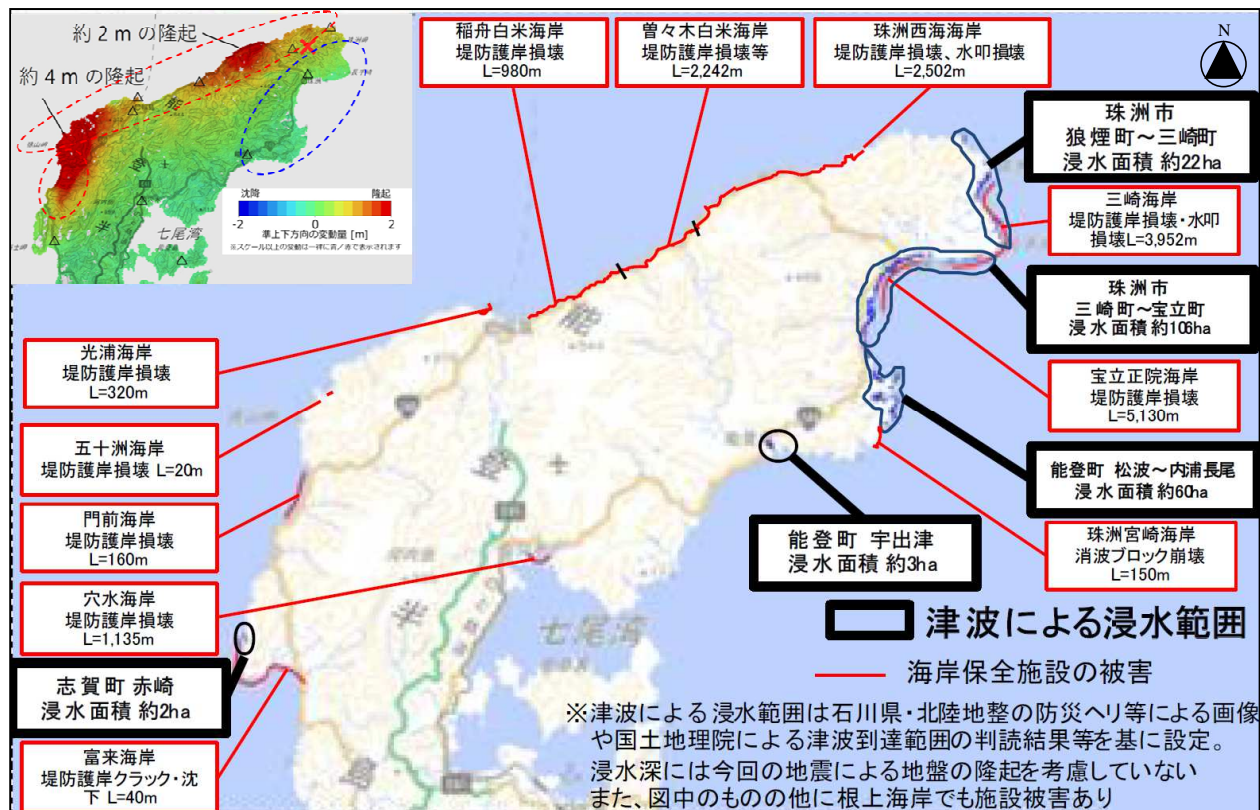 約2mの隆起
約4mの隆起
七尾湾
沈降
隆起
-2
0
2
準上下方向の変動量 [m]
※スケール以上の変動は一様に青/赤で表示されます
稲舟白米海岸
堤防護岸損壊
L=980m
曽々木白米海岸
堤防護岸損壊等
L=2,242m
珠洲西海海岸
堤防護岸損壊、水叩損壊
L=2,502m
N
珠洲市
狼煙町~三崎町
浸水面積 約22ha
三崎海岸
堤防護岸損壊・水叩
損壊L=3,952m
珠洲市
三崎町~宝立町
浸水面積 約106ha
宝立正院海岸
堤防護岸損壊
L=5,130m
能登町 松波~内浦長尾
浸水面積 約60ha
珠洲宮崎海岸
消波ブロック崩壊
L=150m
能登町 宇出津
浸水面積 約3ha
光浦海岸
堤防護岸損壊
L=320m
五十洲海岸
堤防護岸損壊 L=20m
門前海岸
堤防護岸損壊
L=160m
穴水海岸
堤防護岸損壊
L=1,135m
志賀町 赤崎
浸水面積 約2ha
富来海岸
堤防護岸クラック・沈
下 L=40m
能
登
半
島
七尾湾
津波による浸水範囲
海岸保全施設の被害
※津波による浸水範囲は石川県・北陸地整の防災ヘリ等による画像
や国土地理院による津波到達範囲の判読結果等を基に設定。
浸水深には今回の地震による地盤の隆起を考慮していない
また、図中のものの他に根上海岸でも施設被害あり